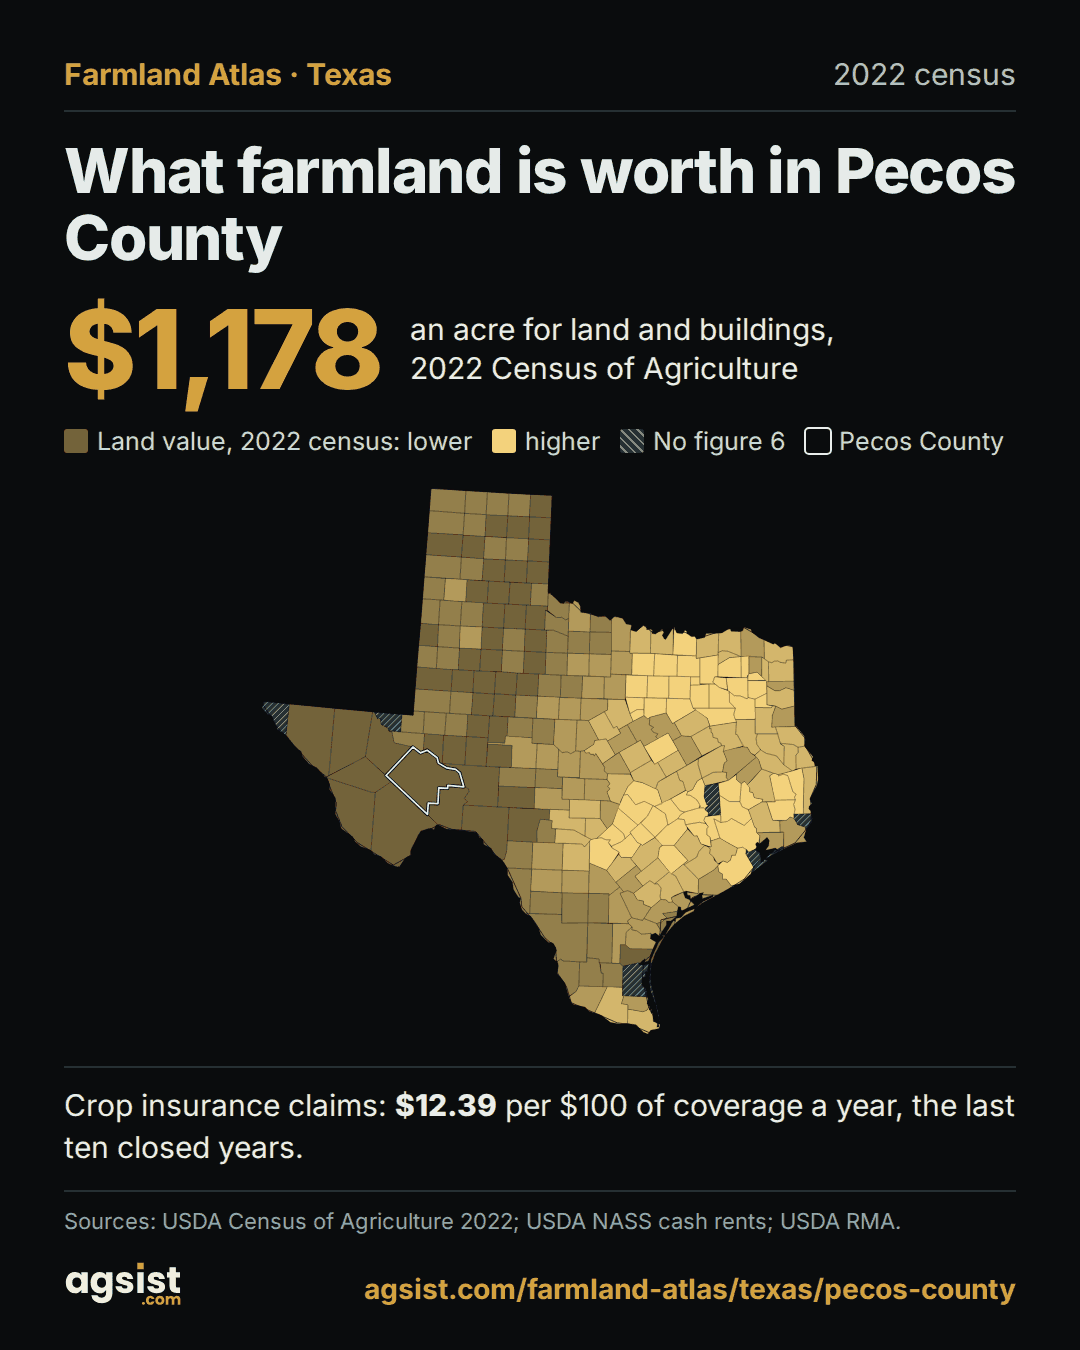 Farmland Atlas · Texas
2022 census
What farmland is worth in Pecos
County
$1,178
an acre for land and buildings,
2022 Census of Agriculture
Land value, 2022 census: lower
higher
No figure 6
Pecos County
Crop insurance claims: $12.39 per $100 of coverage a year, the last
ten closed years.
Sources: USDA Census of Agriculture 2022; USDA NASS cash rents; USDA RMA.
agsist
.com
agsist.com/farmland-atlas/texas/pecos-county